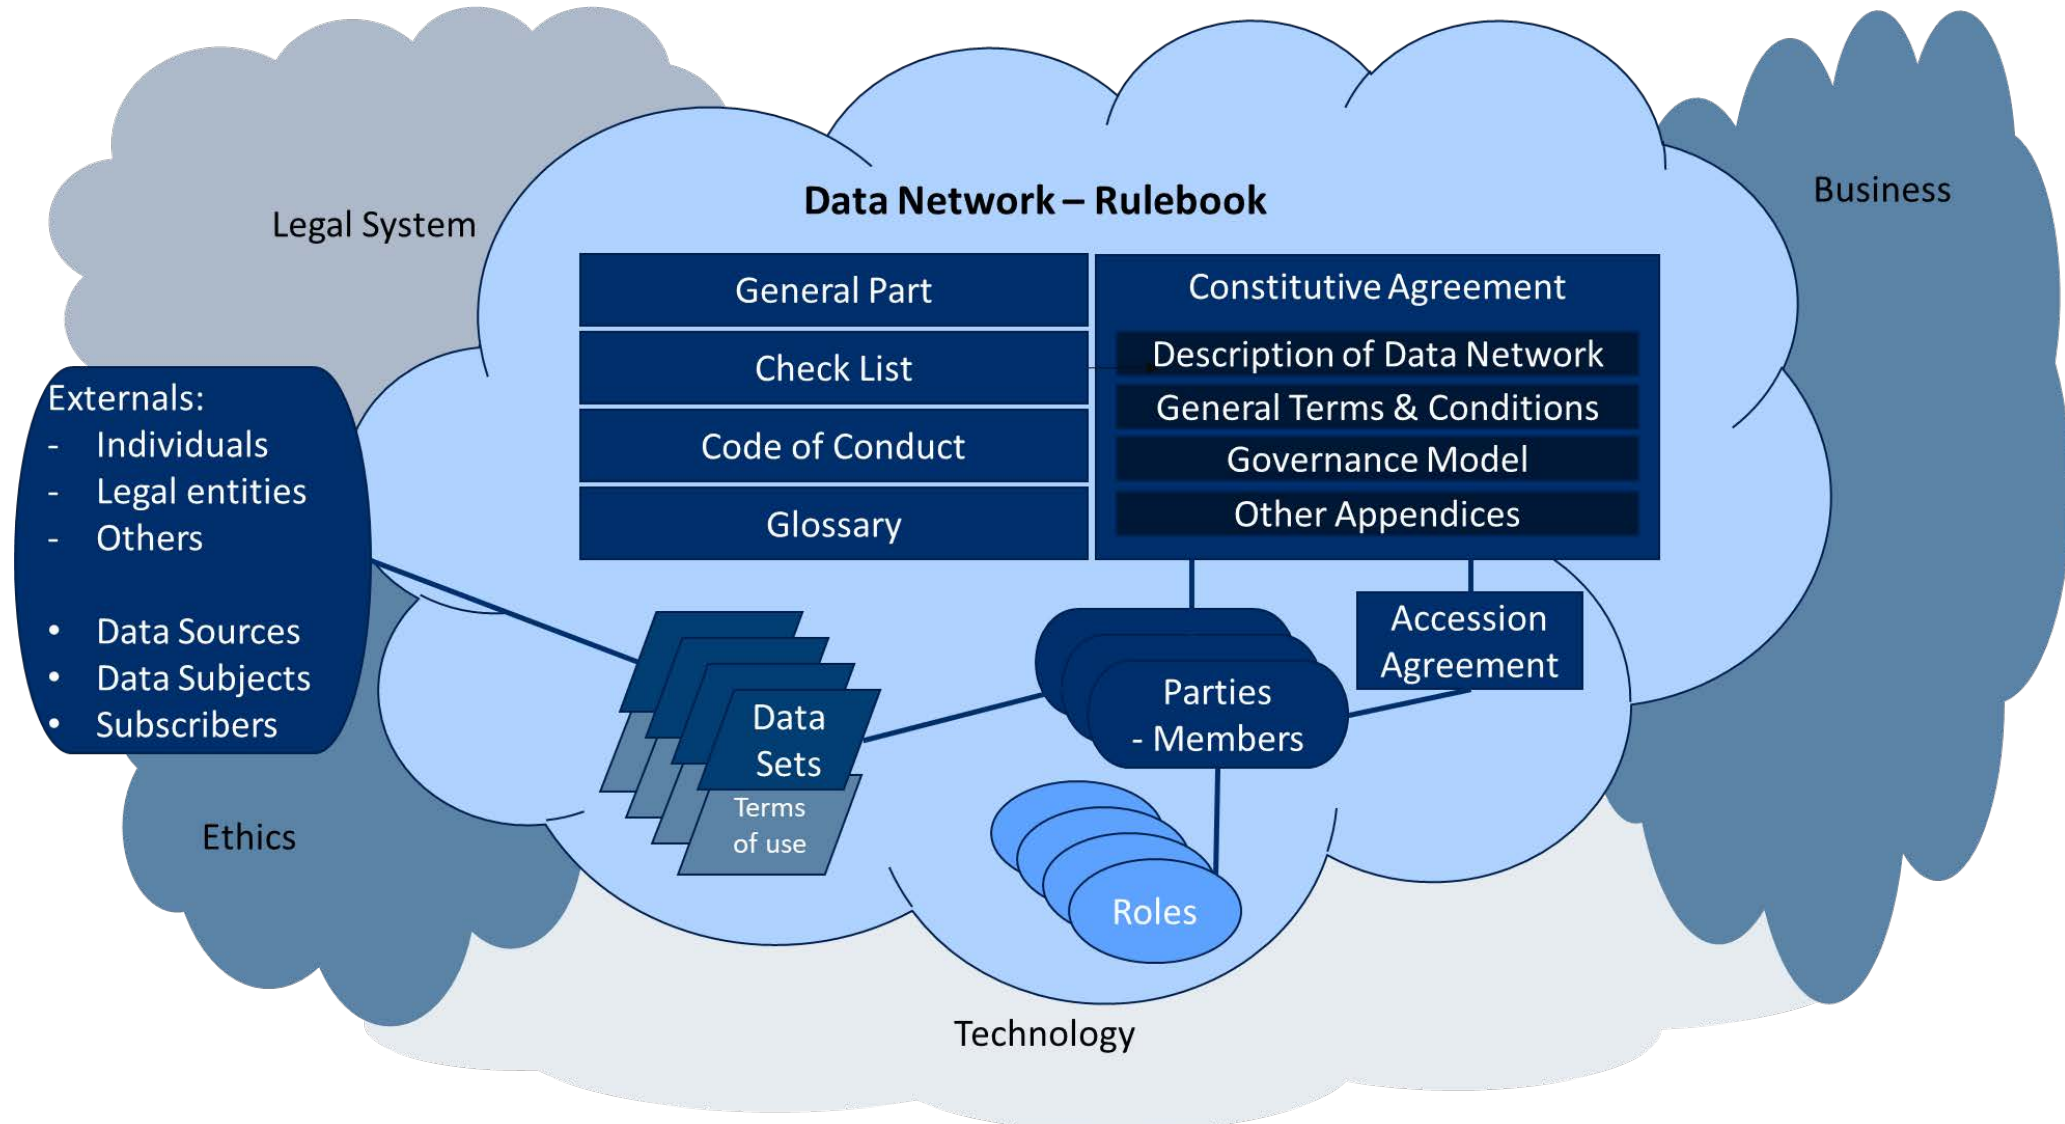 Data Network – Rulebook
Legal System
Business
General Part
Check List
Code of Conduct
Glossary
Constitutive Agreement
Description of Data Network
General Terms & Conditions
Governance Model
Other Appendices
Externals:
- Individuals
- Legal entities
- Others
• Data Sources
• Data Subjects
• Subscribers
Accession
Agreement
Parties
- Members
Data
Sets
Terms
of use
Roles
Ethics
Technology